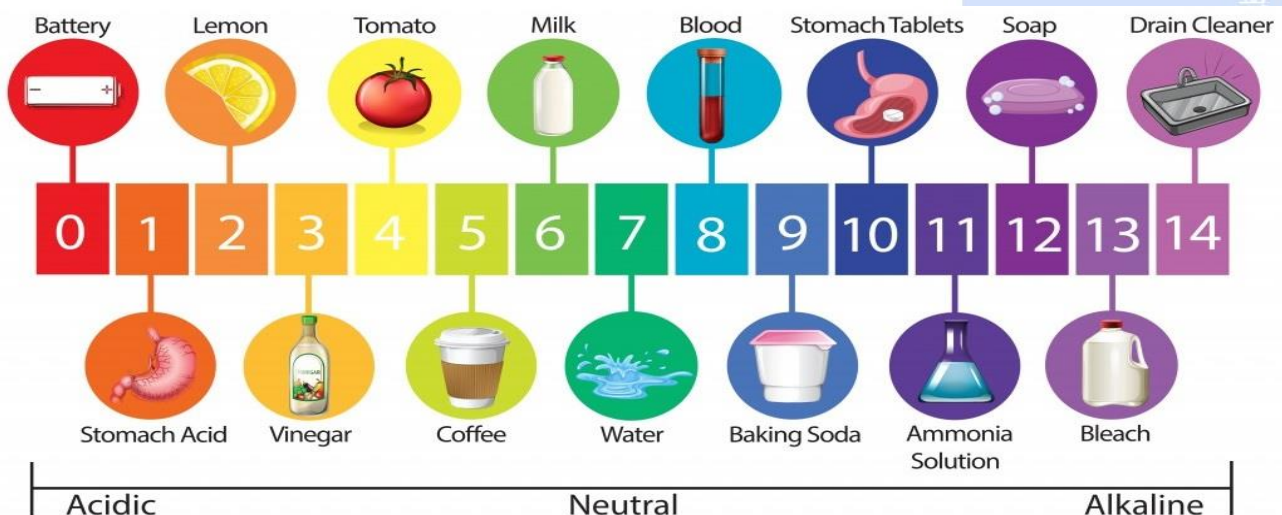 Battery Lemon Tomato Milk Blood Stomach Tablets Soap Drain Cleaner
0 1 2 3 4 5 6 7 8 9 10 11 12 13 14
Stomach Acid Vinegar Coffee Water Baking Soda Ammonia Solution Bleach
Acidic Neutral Alkaline